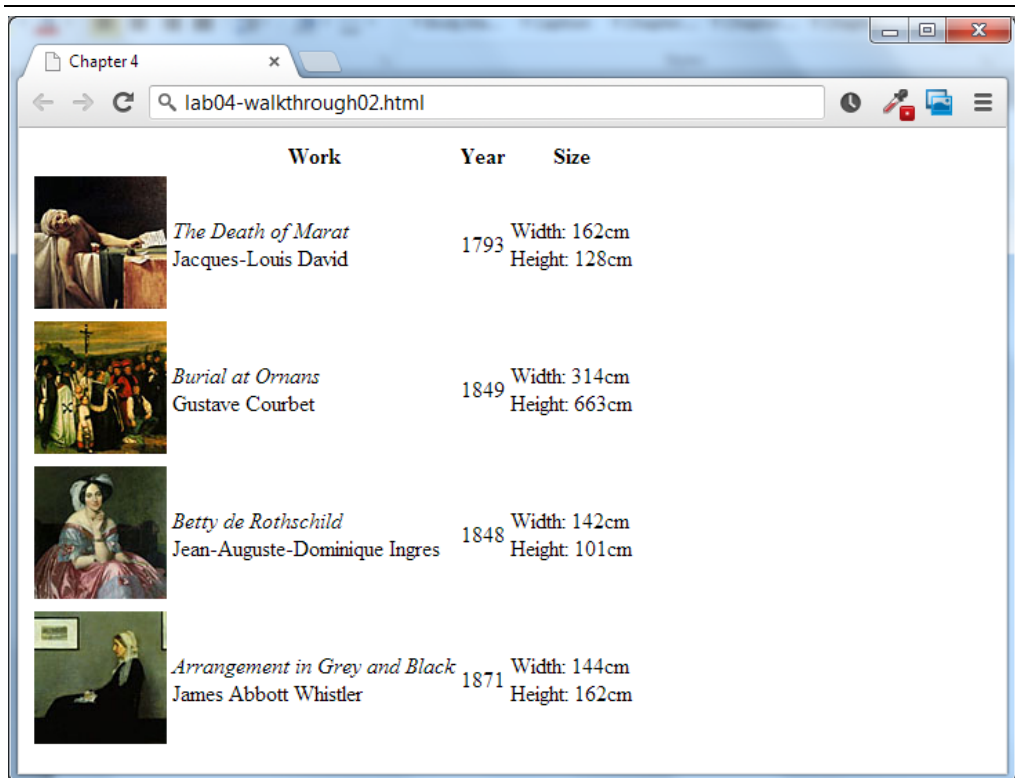 Chapter 4
lab04-walkthrough02.html
Work Year Size
The Death of Marat
Jacques-Louis David
1793
Width: 162cm
Height: 128cm
Burial at Ornans
Gustave Courbet
1849
Width: 314cm
Height: 663cm
Betty de Rothschild
Jean-Auguste-Dominique Ingres
1848
Width: 142cm
Height: 101cm
Arrangement in Grey and Black
James Abbott Whistler
1871
Width: 144cm
Height: 162cm